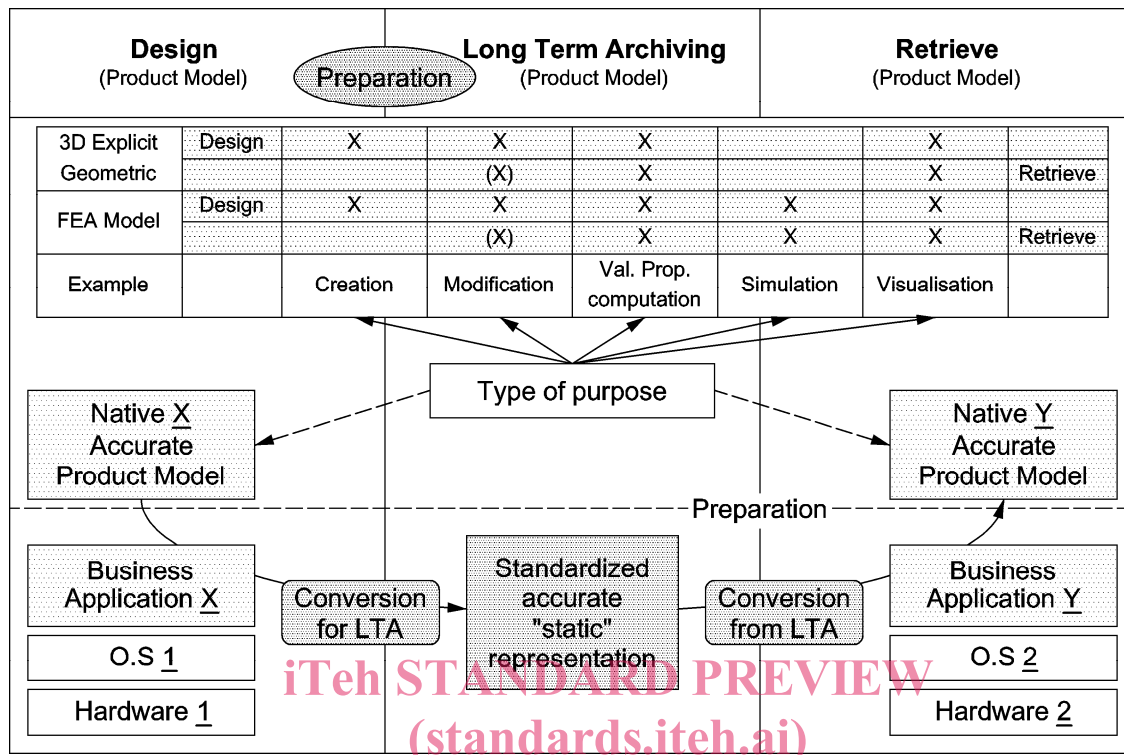 Design
(Product Model)
Preparation
Long Term Archiving
(Product Model)
Retrieve
(Product Model)
3D Explicit Design X X X X
Geometric (X) X X Retrieve
FEA Model Design X X X X X
(X) X X X Retrieve
Example Creation Modification Val. Prop. computation Simulation Visualisation
Type of purpose
Native X
Accurate
Product Model
Native Y
Accurate
Product Model
Preparation
Business
Application X
O.S 1
Hardware 1
Conversion
for LTA
Standardized
accurate
"static"
representation
Conversion
from LTA
Business
Application Y
O.S 2
Hardware 2
iTeh STANDARD PREVIEW
(standards.iteh.ai)